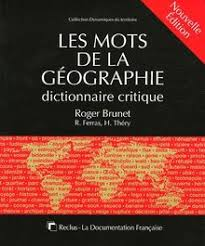 Collection Dynamiques du territoire
Nouvelle
Édition
LES MOTS
DE LA
GÉOGRAPHIE
dictionnaire critique
Roger Brunet
R. Ferras, H. Théry
Reclus - La Documentation Française